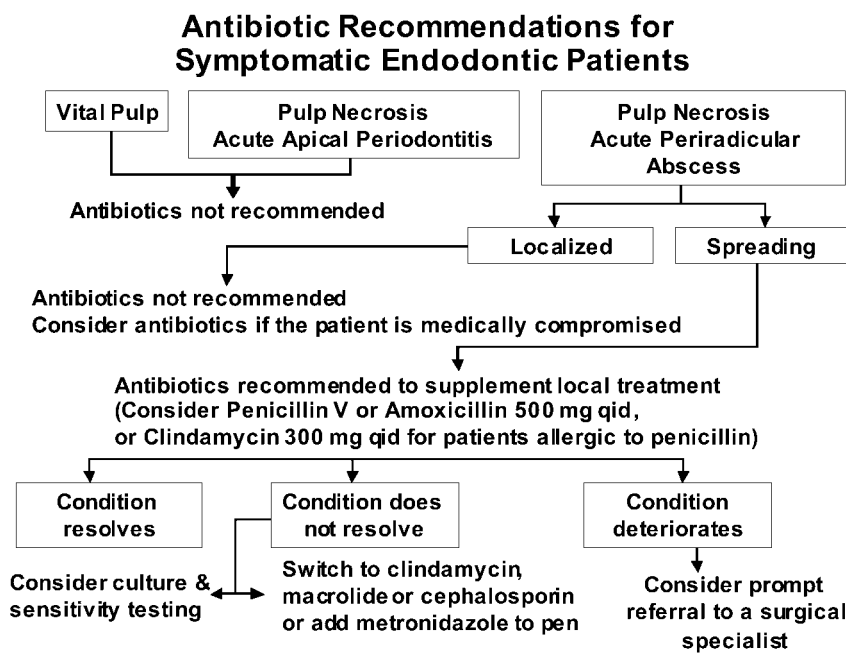 Antibiotic Recommendations for
Symptomatic Endodontic Patients
Vital Pulp
Pulp Necrosis
Acute Apical Periodontitis
Pulp Necrosis
Acute Periradicular
Abscess
Antibiotics not recommended
Localized
Spreading
Antibiotics not recommended
Consider antibiotics if the patient is medically compromised
Antibiotics recommended to supplement local treatment
(Consider Penicillin V or Amoxicillin 500 mg qid,
or Clindamycin 300 mg qid for patients allergic to penicillin)
Condition
resolves
Condition does
not resolve
Condition
deteriorates
Consider culture &
sensitivity testing
Switch to clindamycin,
macrolide or cephalosporin
or add metronidazole to pen
Consider prompt
referral to a surgical
specialist